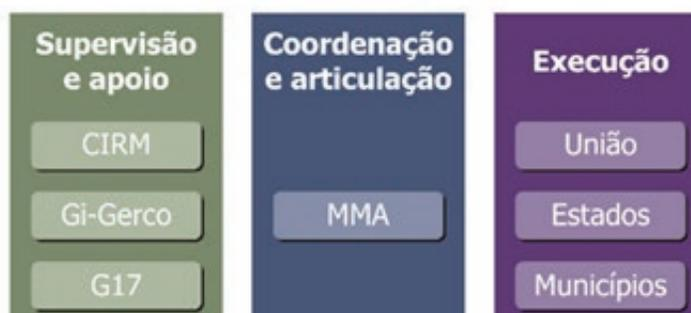 Supervisão
e apoio
CIRM
Gi-Gerco
G17
Coordenação
e articulação
MMA
Execução
União
Estados
Municípios